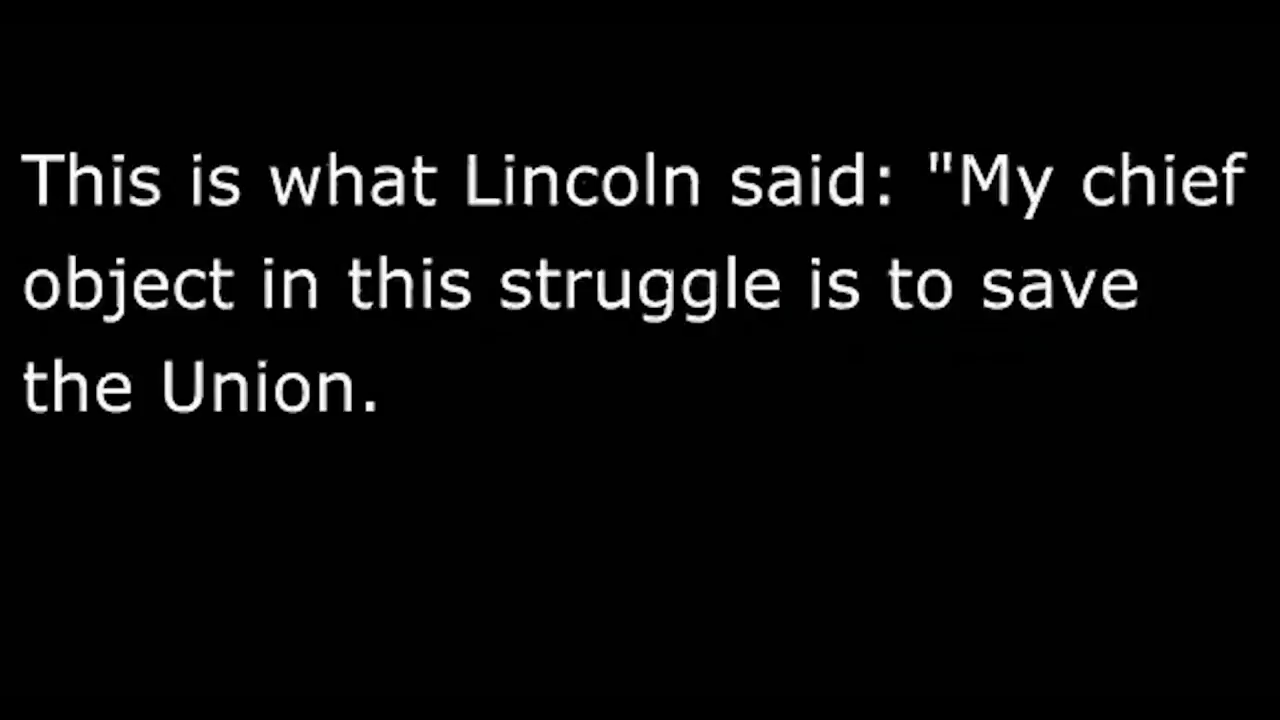 This is what Lincoln said: "My chief
object in this struggle is to save
the Union.